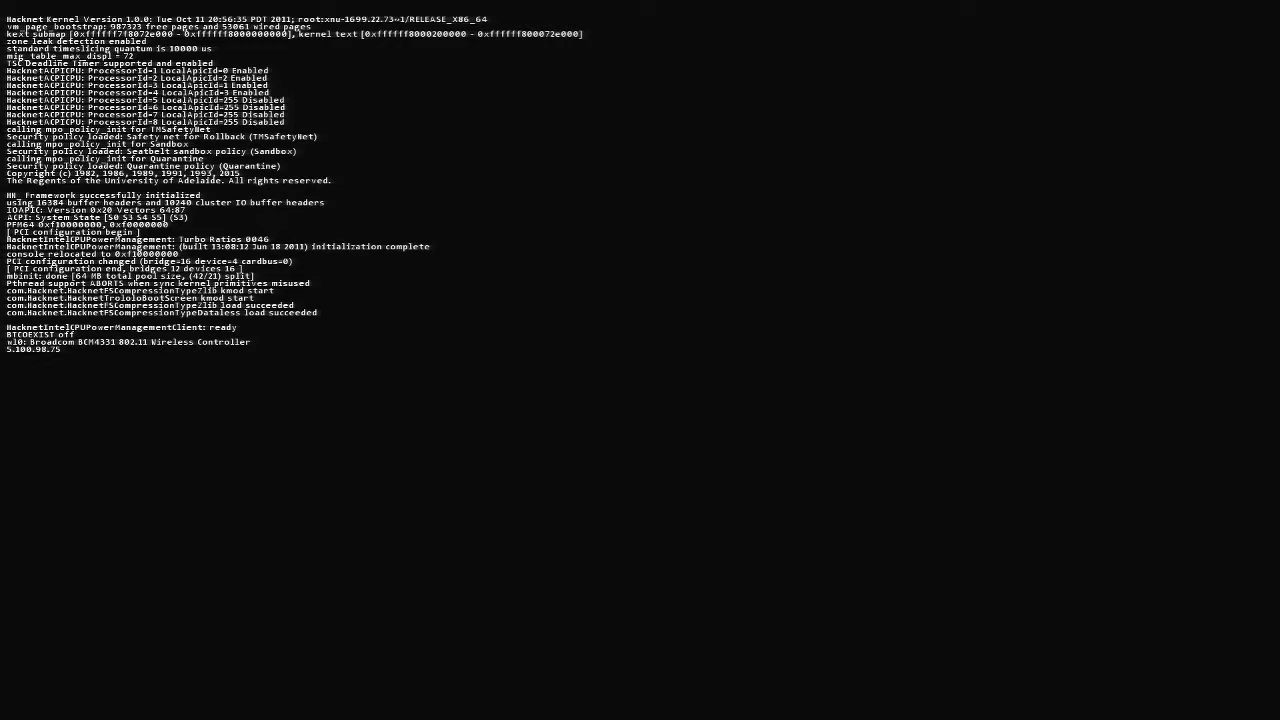 Hacknet Kernel Version 1.0.0: Tue Oct 11 20:56:35 PDT 2011; root:xnu-1699.22.73~1/RELEASE_X86_64
vm_page_bootstrap: 987323 free pages and 53061 wired pages
kext submap [0xffffff7f8072e000 - 0xffffff8000000000], kernel text [0xffffff8000200000 - 0xffffff800072e000]
zone leak detection enabled
standard timeslicing quantum is 10000 us
mig_table_max_displ = 72
TSC Deadline Timer supported and enabled
HacknetACPICPU: ProcessorId=1 LocalApicId=0 Enabled
HacknetACPICPU: ProcessorId=2 LocalApicId=2 Enabled
HacknetACPICPU: ProcessorId=3 LocalApicId=1 Enabled
HacknetACPICPU: ProcessorId=4 LocalApicId=3 Enabled
HacknetACPICPU: ProcessorId=5 LocalApicId=255 Disabled
HacknetACPICPU: ProcessorId=6 LocalApicId=255 Disabled
HacknetACPICPU: ProcessorId=7 LocalApicId=255 Disabled
HacknetACPICPU: ProcessorId=8 LocalApicId=255 Disabled
calling mpo_policy_init for TMSafetyNet
Security policy loaded: Safety net for Rollback (TMSafetyNet)
calling mpo_policy_init for Sandbox
Security policy loaded: Seatbelt sandbox policy (Sandbox)
calling mpo_policy_init for Quarantine
Security policy loaded: Quarantine policy (Quarantine)
Copyright (c) 1982, 1986, 1989, 1991, 1993, 2015
The Regents of the University of Adelaide. All rights reserved.
HN_ Framework successfully initialized
using 16384 buffer headers and 10240 cluster IO buffer headers
IOAPIC: Version 0x20 Vectors 64:87
ACPI: System State [S0 S3 S4 S5] (S3)
PFM64 0xf10000000, 0xf0000000
[ PCI configuration begin ]
HacknetIntelCPUPowerManagement: Turbo Ratios 0046
HacknetIntelCPUPowerManagement: (built 13:08:12 Jun 18 2011) initialization complete
console relocated to 0xf10000000
PCI configuration changed (bridge=16 device=4 cardbus=0)
[ PCI configuration end, bridges 12 devices 16 ]
mbinit: done [64 MB total pool size, (42/21) split]
Pthread support ABORTS when sync kernel primitives misused
com.Hacknet.HacknetFSCompressionTypeZlib kmod start
com.Hacknet.HacknetTrololoBootScreen kmod start
com.Hacknet.HacknetFSCompressionTypeZlib load succeeded
com.Hacknet.HacknetFSCompressionTypeDataless load succeeded
HacknetIntelCPUPowerManagementClient: ready
BTCOEXIST off
wl0: Broadcom BCM4331 802.11 Wireless Controller
5.100.98.75